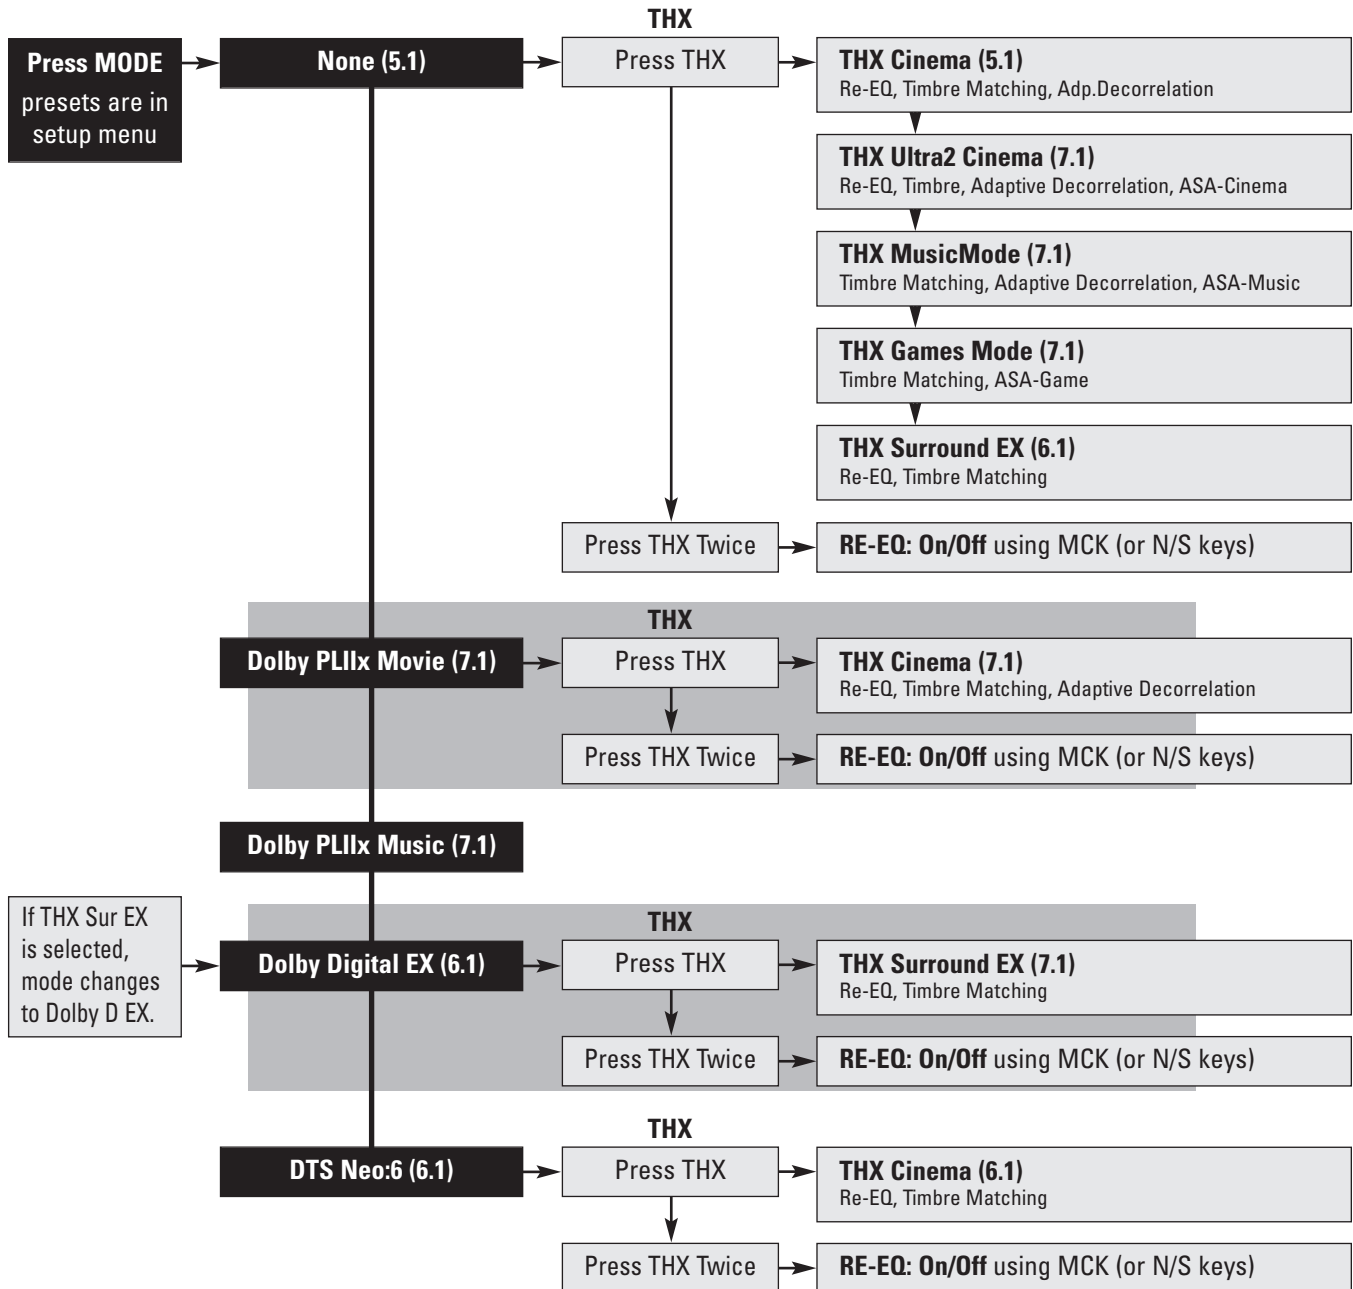 THX
Press MODE
presets are in
setup menu
None (5.1)
Press THX
THX Cinema (5.1)
Re-EQ, Timbre Matching, Adp.Decorrelation
THX Ultra2 Cinema (7.1)
Re-EQ, Timbre, Adaptive Decorrelation, ASA-Cinema
THX MusicMode (7.1)
Timbre Matching, Adaptive Decorrelation, ASA-Music
THX Games Mode (7.1)
Timbre Matching, ASA-Game
THX Surround EX (6.1)
Re-EQ, Timbre Matching
Press THX Twice
RE-EQ: On/Off using MCK (or N/S keys)
THX
Dolby PLIIx Movie (7.1)
Press THX
THX Cinema (7.1)
Re-EQ, Timbre Matching, Adaptive Decorrelation
Press THX Twice
RE-EQ: On/Off using MCK (or N/S keys)
Dolby PLIIx Music (7.1)
If THX Sur EX
is selected,
mode changes
to Dolby D EX.
THX
Dolby Digital EX (6.1)
Press THX
THX Surround EX (7.1)
Re-EQ, Timbre Matching
Press THX Twice
RE-EQ: On/Off using MCK (or N/S keys)
THX
DTS Neo:6 (6.1)
Press THX
THX Cinema (6.1)
Re-EQ, Timbre Matching
Press THX Twice
RE-EQ: On/Off using MCK (or N/S keys)